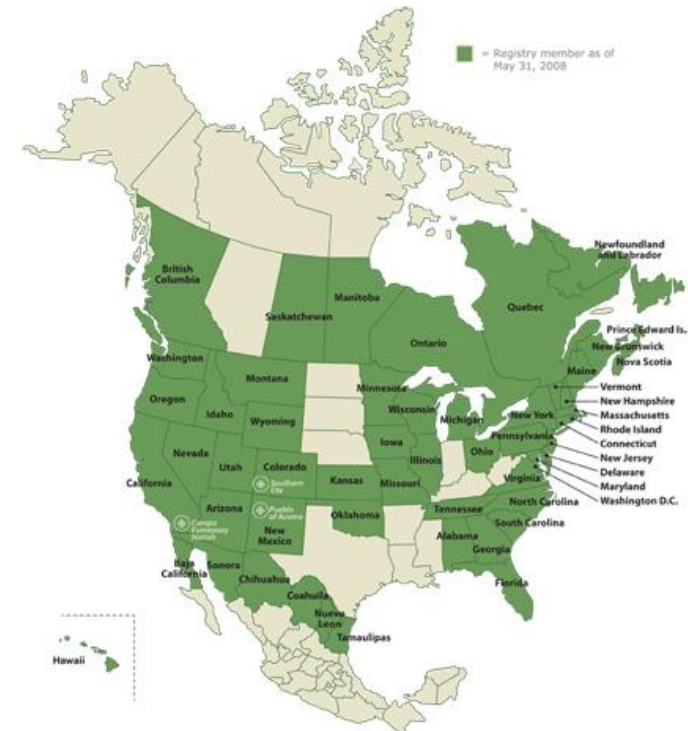 = Registry member as of
May 31, 2008
Newfoundland
and Labrador
British
Columbia
Manitoba
Quebec
Saskatchewan
Prince Edward Is.
Ontario
New Brunswick
Nova Scotia
Washington
Maine
Montana
Minnesota
Vermont
Oregon
Idaho
Wisconsin
Michigan
New York
New Hampshire
Massachusetts
Wyoming
Rhode Island
Iowa
Pennsylvania
Connecticut
Nevada
Utah
Colorado
Illinois
Ohio
New Jersey
Delaware
California
Southern
Ute
Kansas
Missouri
Virginia
Maryland
Washington D.C.
Arizona
Pueblo
of Acoma
Oklahoma
Tennessee
North Carolina
Campo
Kumeyaay
Nation
New
Mexico
South Carolina
Alabama
Georgia
Baja
California
Sonora
Chihuahua
Florida
Coahuila
Nuevo
Leon
Tamaulipas
Hawaii